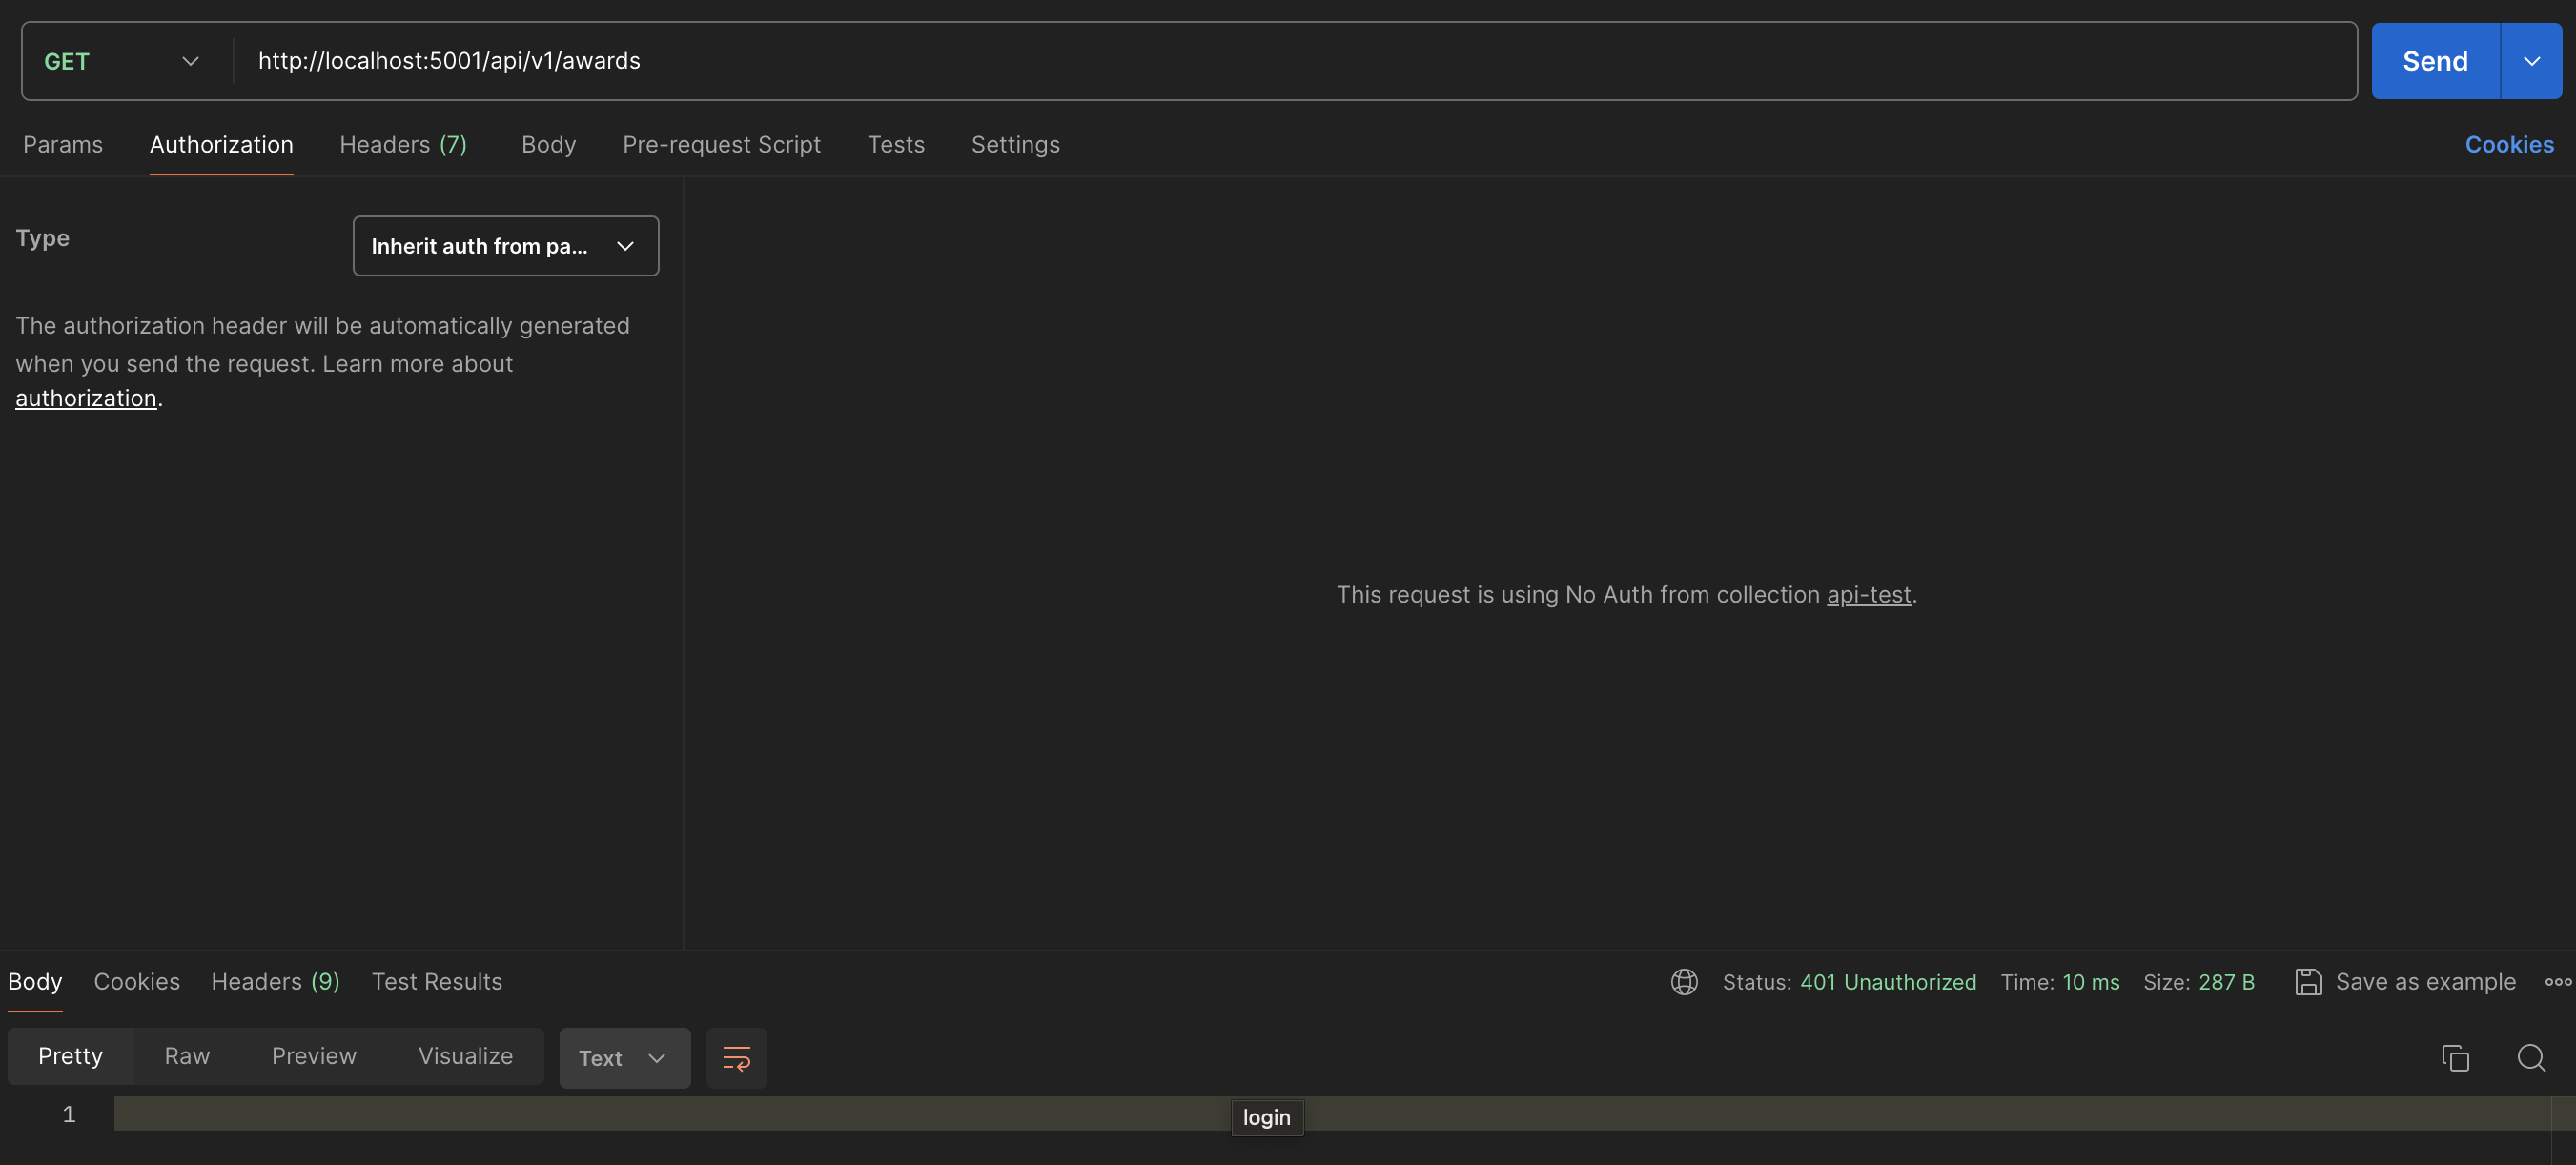 GET http://localhost:5001/api/v1/awards Send
Params Authorization Headers (7) Body Pre-request Script Tests Settings Cookies
Type Inherit auth from pa...
The authorization header will be automatically generated
when you send the request. Learn more about
authorization.
This request is using No Auth from collection api-test.
Body Cookies Headers (9) Test Results Status: 401 Unauthorized Time: 10 ms Size: 287 B Save as example
Pretty Raw Preview Visualize Text
1
login